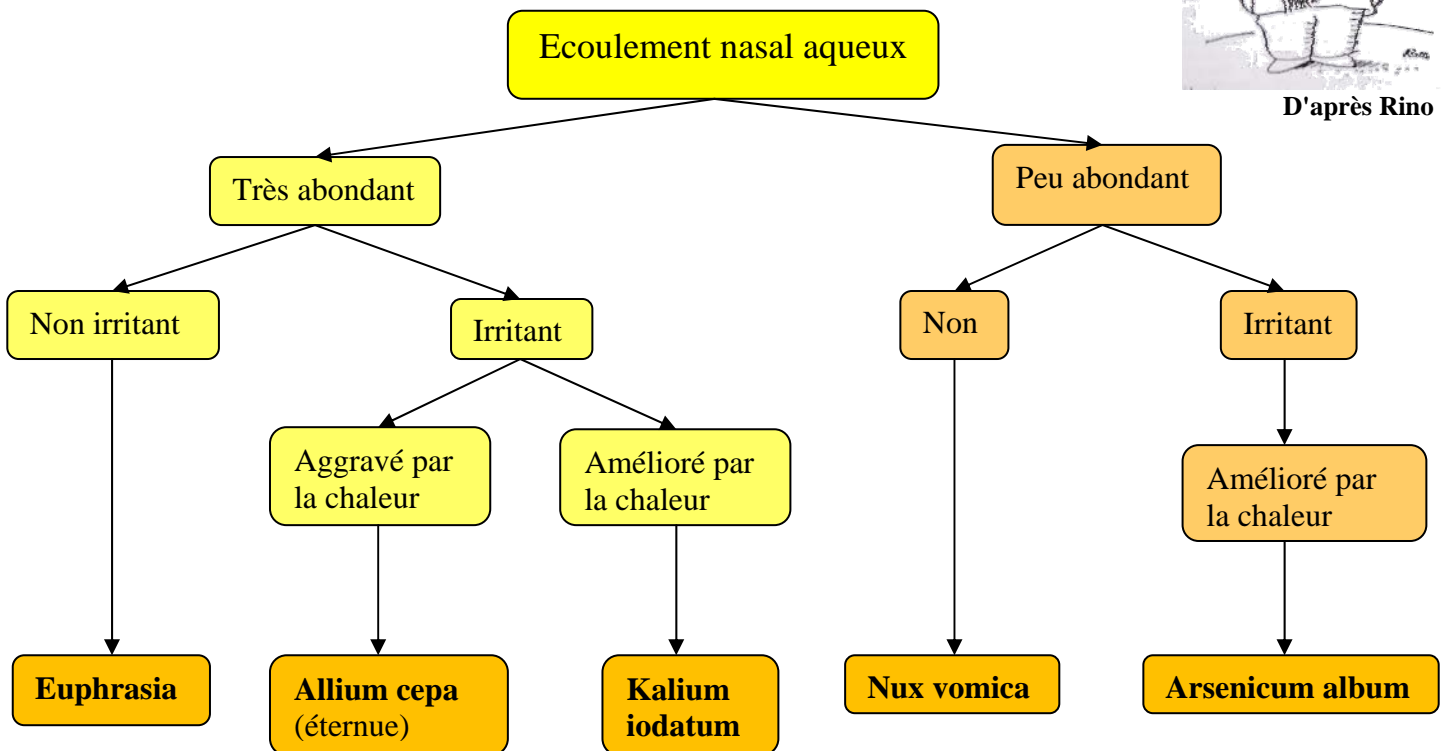 Ecoulement nasal aqueux
D'après Rino
Très abondant
Peu abondant
Non irritant
Irritant
Non
Irritant
Aggravé par
la chaleur
Amélioré par
la chaleur
Amélioré par
la chaleur
Euphrasia
Allium cepa
(éternue)
Kalium
iodatum
Nux vomica
Arsenicum album